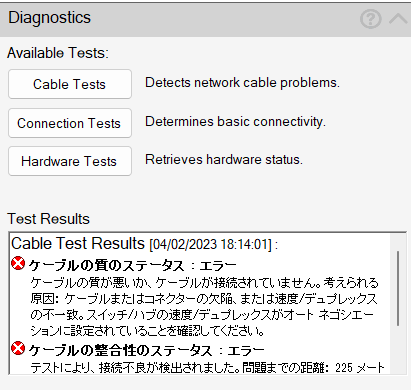 Diagnostics
Available Tests:
Cable Tests
Detects network cable problems.
Connection Tests
Determines basic connectivity.
Hardware Tests
Retrieves hardware status.
Test Results
Cable Test Results [04/02/2023 18:14:01] :
ケーブルの質のステータス : エラー
ケーブルの質が悪いか、ケーブルが接続されていません。考えられる
原因: ケーブルまたはコネクターの欠陥、または速度/デュプレックス
の不一致。スイッチ/ハブの速度/デュプレックスがオート ネゴシエー
ションに設定されていることを確認してください。
ケーブルの整合性のステータス : エラー
テストにより、接続不良が検出されました。問題までの距離: 225 メート